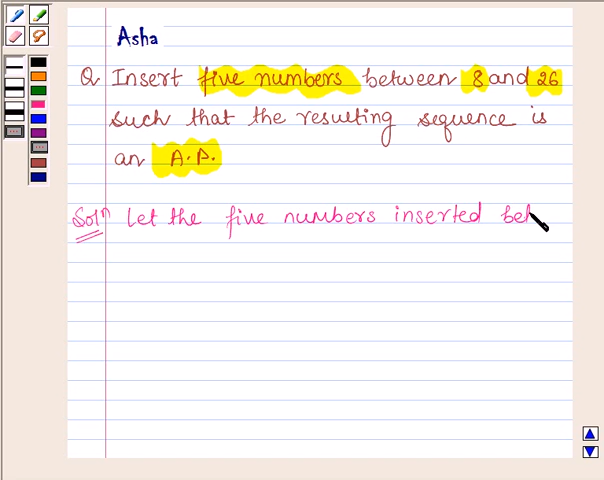 Asha
Q Insert five numbers between 8 and 26
such that the resulting sequence is
an A.P.
Solⁿ Let the five numbers inserted bet